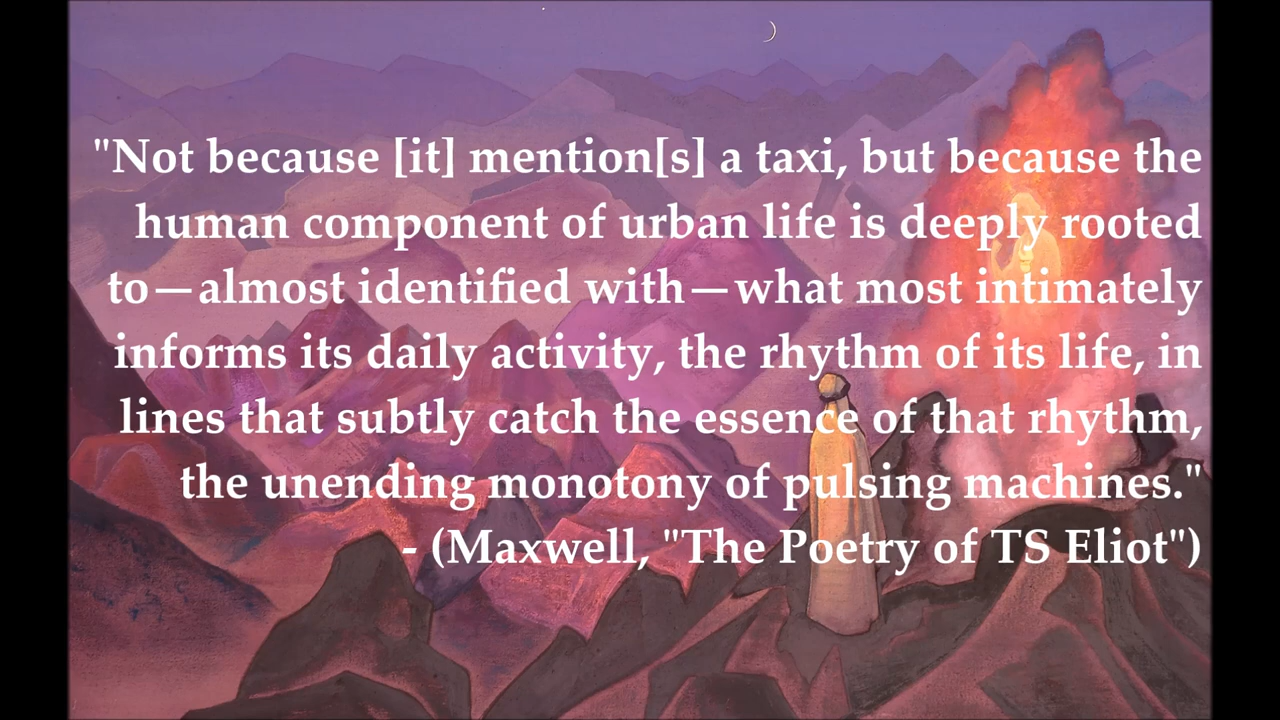 "Not because [it] mention[s] a taxi, but because the
human component of urban life is deeply rooted
to—almost identified with—what most intimately
informs its daily activity, the rhythm of its life, in
lines that subtly catch the essence of that rhythm,
the unending monotony of pulsing machines."
- (Maxwell, "The Poetry of TS Eliot")